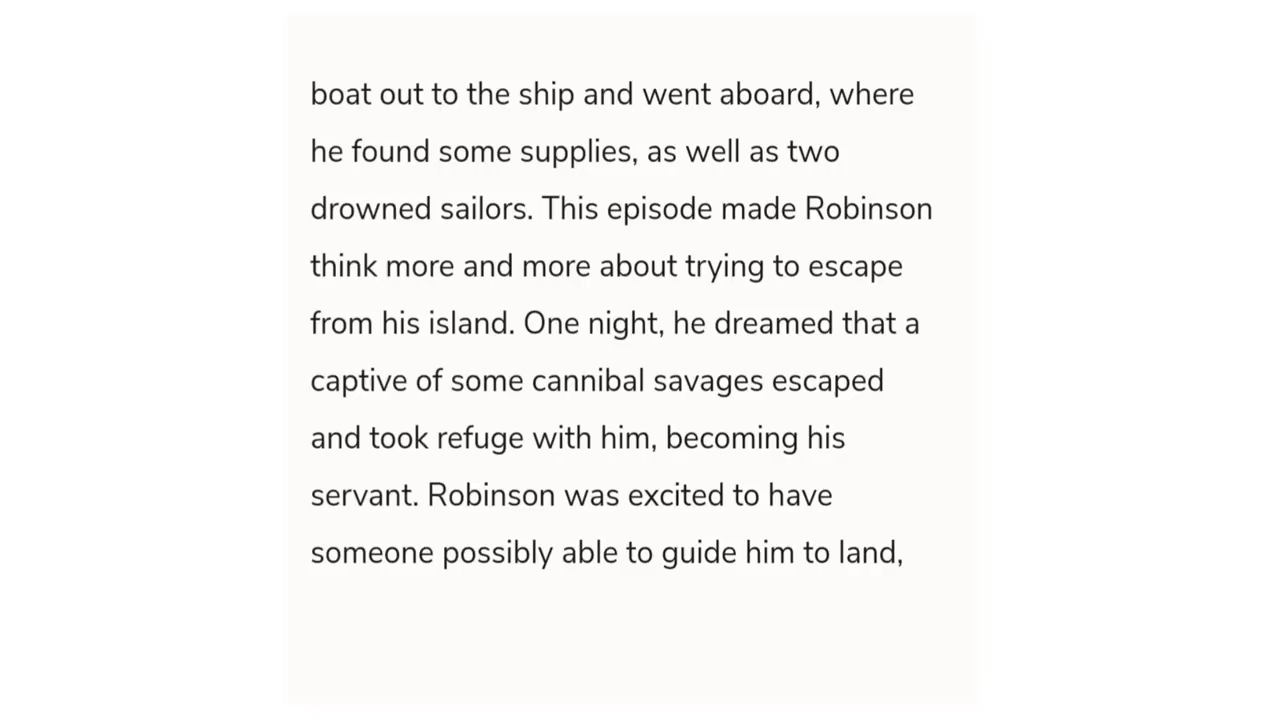 boat out to the ship and went aboard, where
he found some supplies, as well as two
drowned sailors. This episode made Robinson
think more and more about trying to escape
from his island. One night, he dreamed that a
captive of some cannibal savages escaped
and took refuge with him, becoming his
servant. Robinson was excited to have
someone possibly able to guide him to land,